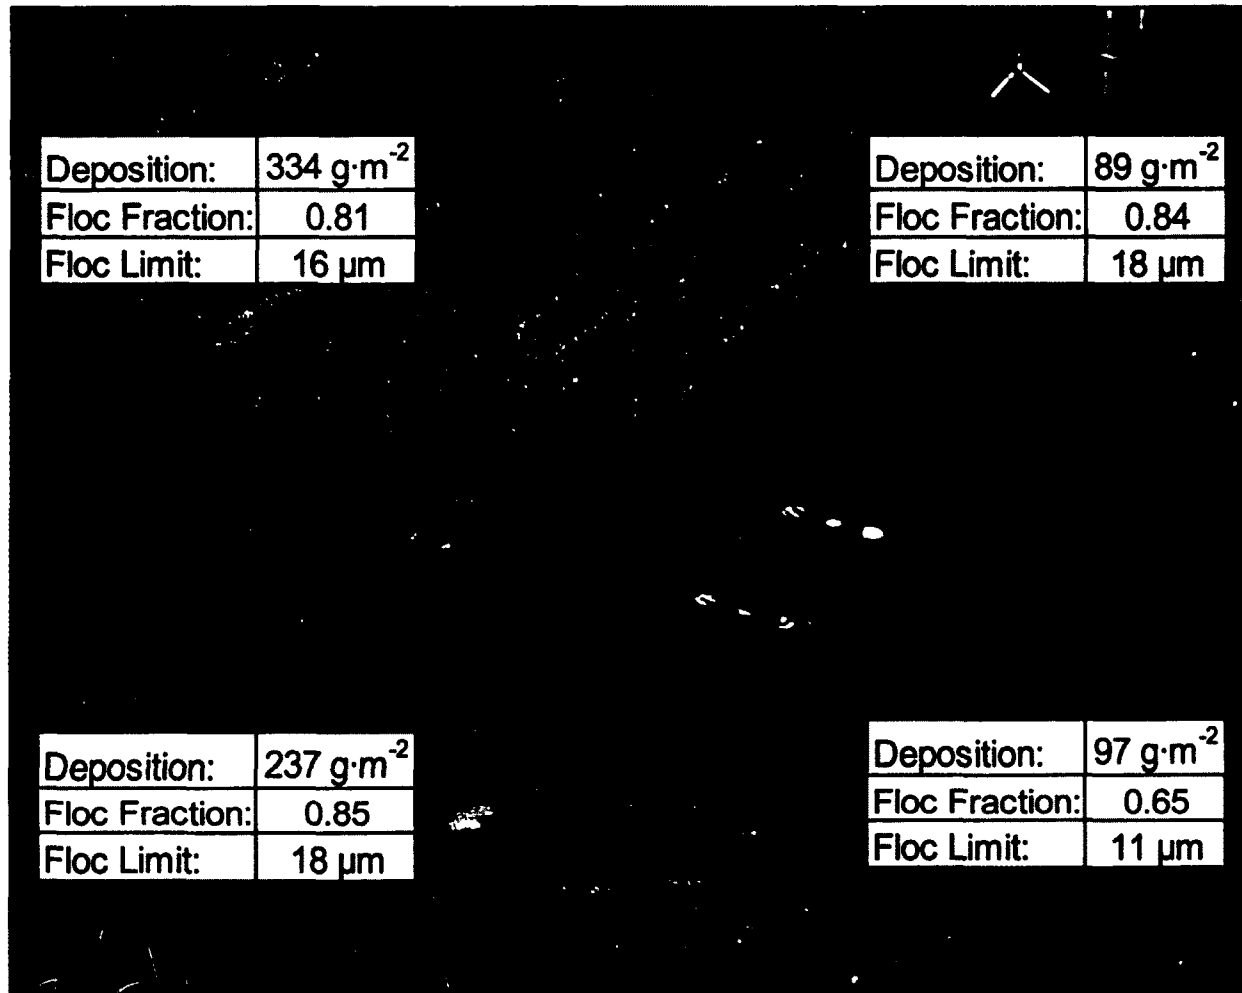 Deposition: 334 g·m⁻²
Floc Fraction: 0.81
Floc Limit: 16 µm
Deposition: 89 g·m⁻²
Floc Fraction: 0.84
Floc Limit: 18 µm
Deposition: 237 g·m⁻²
Floc Fraction: 0.85
Floc Limit: 18 µm
Deposition: 97 g·m⁻²
Floc Fraction: 0.65
Floc Limit: 11 µm